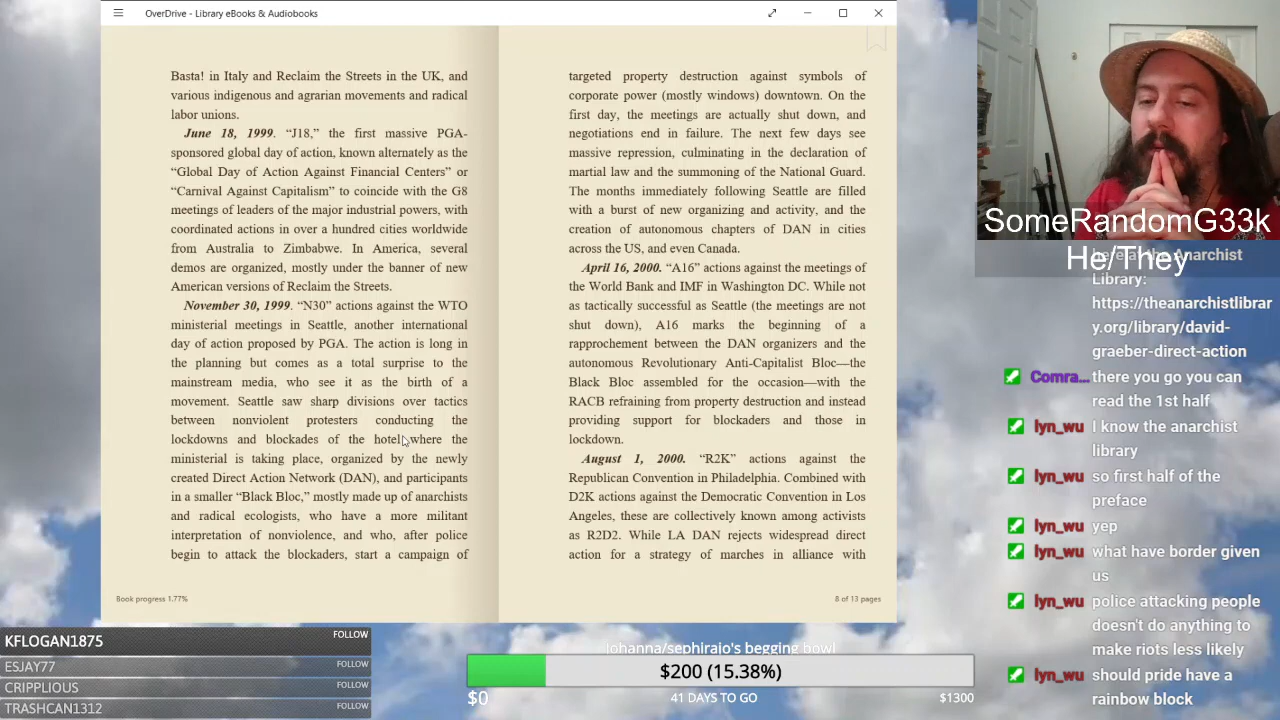 OverDrive - Library eBooks & Audiobooks
Basta! in Italy and Reclaim the Streets in the UK, and
various indigenous and agrarian movements and radical
labor unions.
June 18, 1999. “J18,” the first massive PGA-
sponsored global day of action, known alternately as the
“Global Day of Action Against Financial Centers” or
“Carnival Against Capitalism” to coincide with the G8
meetings of leaders of the major industrial powers, with
coordinated actions in over a hundred cities worldwide
from Australia to Zimbabwe. In America, several
demos are organized, mostly under the banner of new
American versions of Reclaim the Streets.
November 30, 1999. “N30” actions against the WTO
ministerial meetings in Seattle, another international
day of action proposed by PGA. The action is long in
the planning but comes as a total surprise to the
mainstream media, who see it as the birth of a
movement. Seattle saw sharp divisions over tactics
between nonviolent protesters conducting the
lockdowns and blockades of the hotel where the
ministerial is taking place, organized by the newly
created Direct Action Network (DAN), and participants
in a smaller “Black Bloc,” mostly made up of anarchists
and radical ecologists, who have a more militant
interpretation of nonviolence, and who, after police
begin to attack the blockaders, start a campaign of
Book progress 1.77%
targeted property destruction against symbols of
corporate power (mostly windows) downtown. On the
first day, the meetings are actually shut down, and
negotiations end in failure. The next few days see
massive repression, culminating in the declaration of
martial law and the summoning of the National Guard.
The months immediately following Seattle are filled
with a burst of new organizing and activity, and the
creation of autonomous chapters of DAN in cities
across the US, and even Canada.
April 16, 2000. “A16” actions against the meetings of
the World Bank and IMF in Washington DC. While not
as tactically successful as Seattle (the meetings are not
shut down), A16 marks the beginning of a
rapprochement between the DAN organizers and the
autonomous Revolutionary Anti-Capitalist Bloc—the
Black Bloc assembled for the occasion—with the
RACB refraining from property destruction and instead
providing support for blockaders and those in
lockdown.
August 1, 2000. “R2K” actions against the
Republican Convention in Philadelphia. Combined with
D2K actions against the Democratic Convention in Los
Angeles, these are collectively known among activists
as R2D2. While LA DAN rejects widespread direct
action for a strategy of marches in alliance with
8 of 13 pages
SomeRandomG33k
He/They
Anarchist
Library:
https://theanarchistlibrar
y.org/library/david-
graeber-direct-action
Comra... there you go you can
read the 1st half
lyn_wu I know the anarchist
library
lyn_wu so first half of the
preface
lyn_wu yep
lyn_wu what have border given
us
lyn_wu police attacking people
doesn't do anything to
make riots less likely
lyn_wu should pride have a
rainbow block
KFLOGAN1875 FOLLOW
ESJAY77 FOLLOW
CRIPPLIOUS FOLLOW
TRASHCAN1312 FOLLOW
Johanna/sephiraio's begging bowl
$200 (15.38%)
$0 41 DAYS TO GO $1300